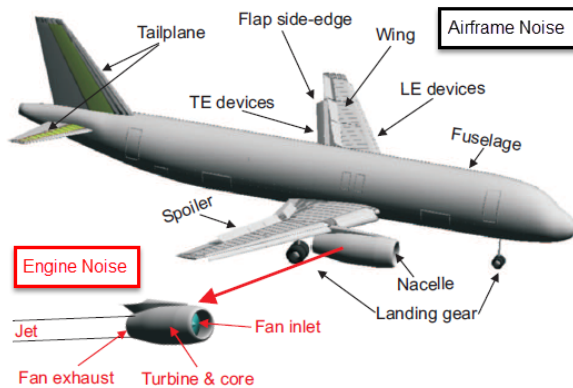 Flap side-edge
Airframe Noise
Tailplane
Wing
TE devices
LE devices
Fuselage
Spoiler
Engine Noise
Nacelle
Landing gear
Jet
Fan inlet
Fan exhaust
Turbine & core